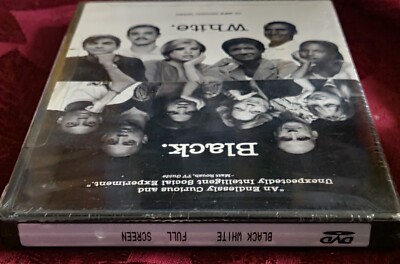 White.
Black.
"An Endlessly Curious and
Unexpectedly Intelligent Social Experiment."
-Matt Roush, TV Guide
BLACK WHITE FULL SCREEN
DVD